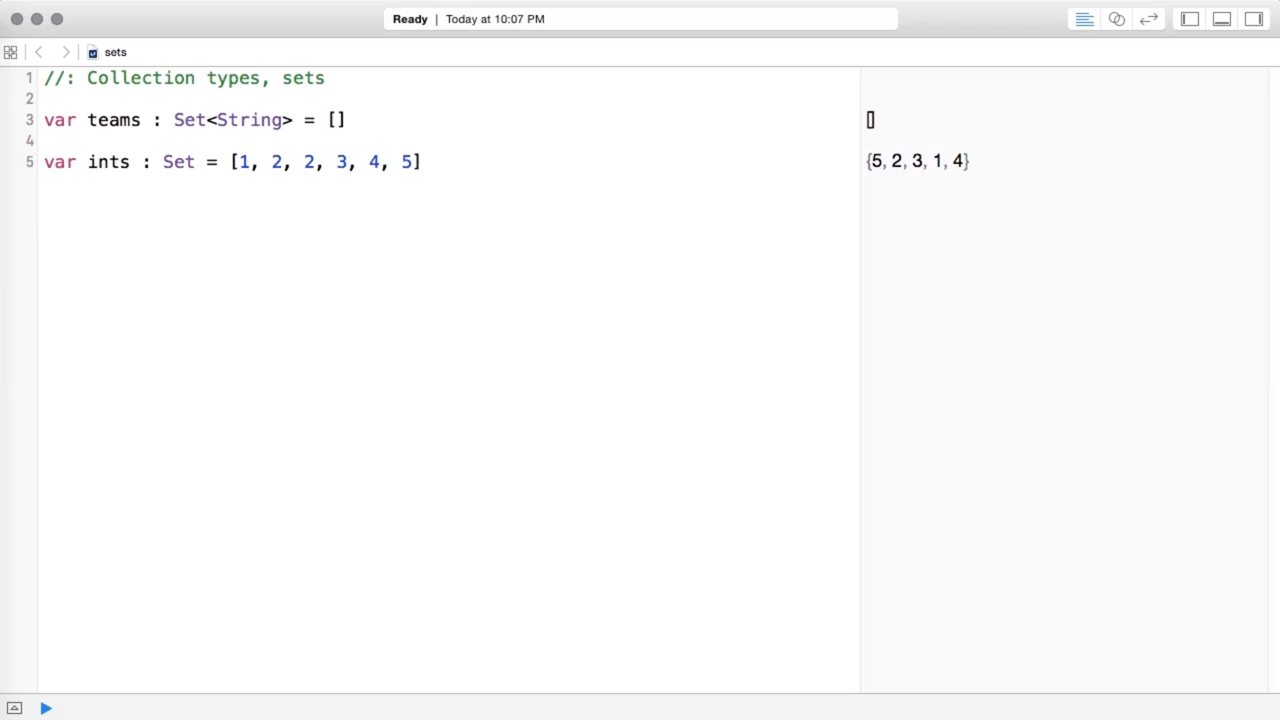 Ready | Today at 10:07 PM
sets
1 //: Collection types, sets
2
3 var teams : Set<String> = [] []
4
5 var ints : Set = [1, 2, 2, 3, 4, 5] {5, 2, 3, 1, 4}